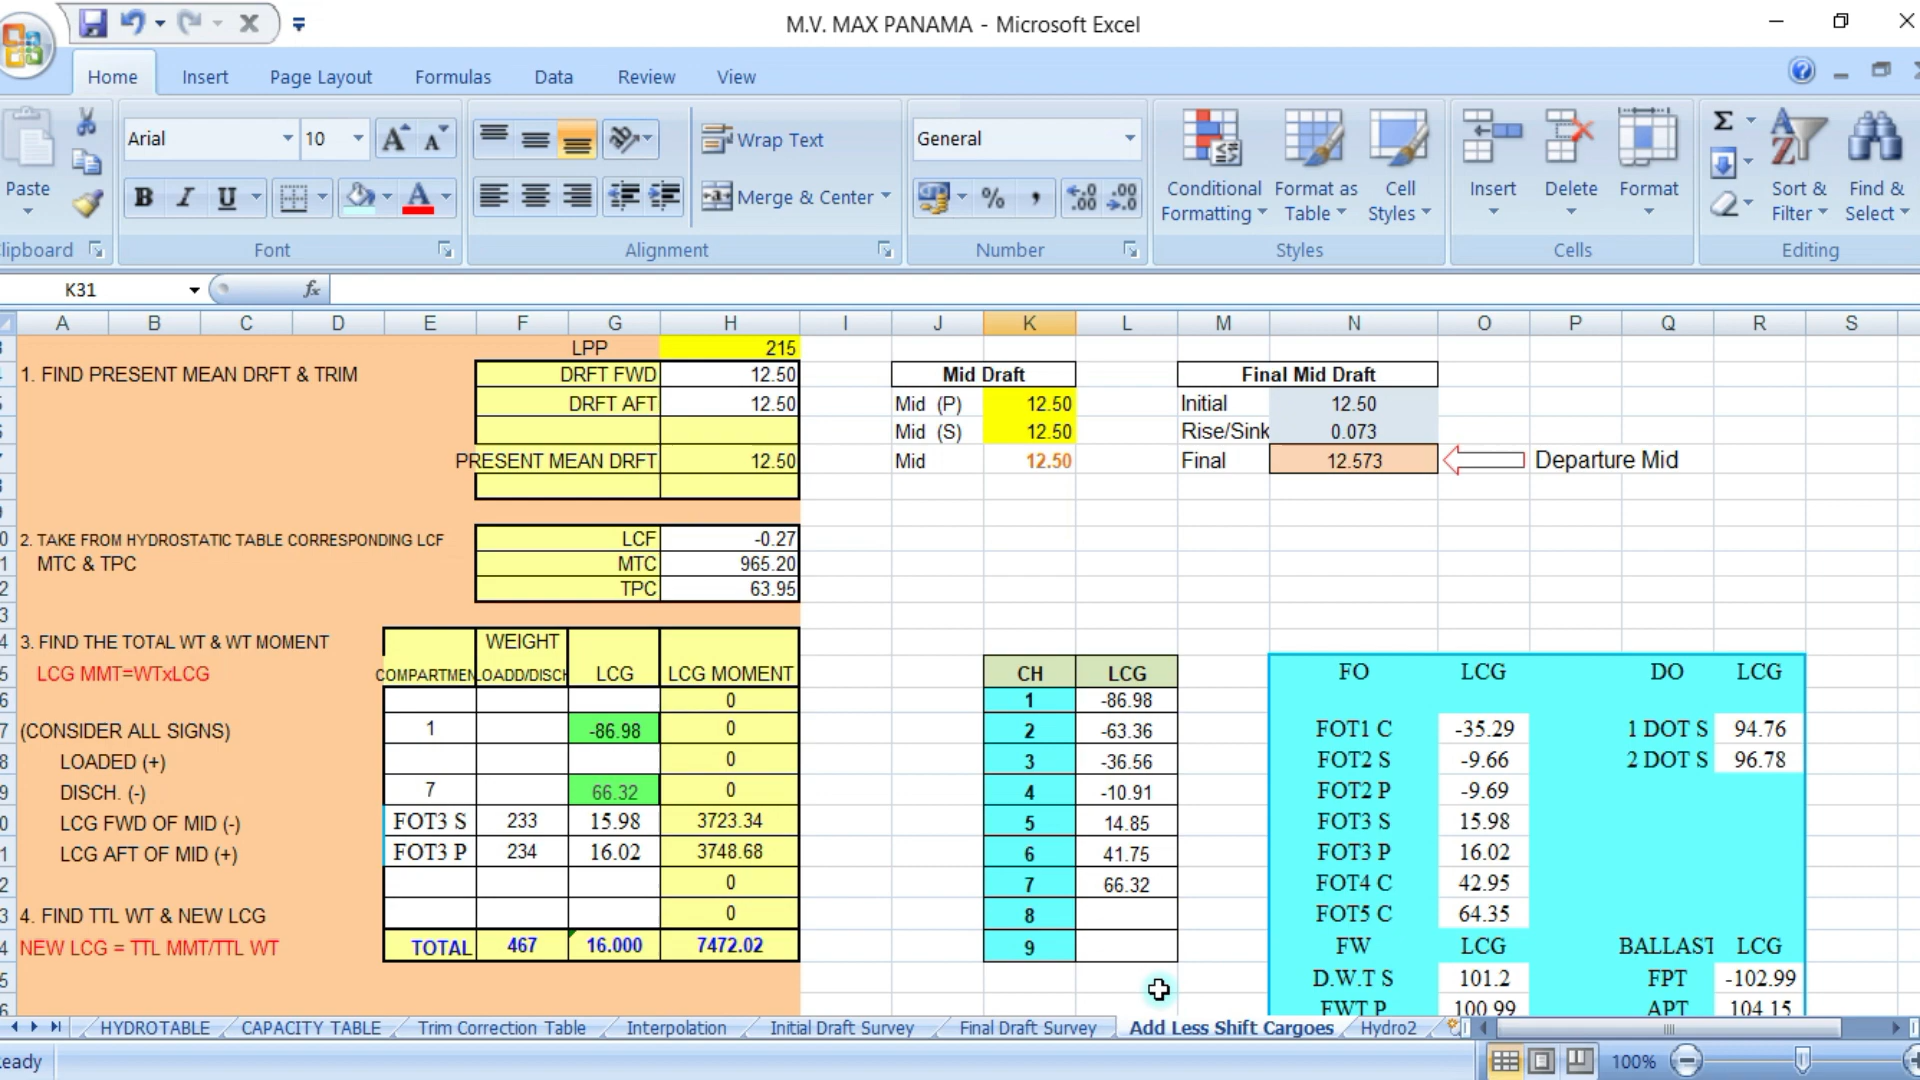 M.V. MAX PANAMA - Microsoft Excel
Home Insert Page Layout Formulas Data Review View
Paste
Arial 10
B I U
Wrap Text
Merge & Center
General
Conditional Formatting
Format as Table
Cell Styles
Insert Delete Format
Sort & Filter
Find & Select
lipboard Font Alignment Number Styles Cells Editing
K31 fx
A B C D E F G H I J K L M N O P Q R S
3 LPP 215
1. FIND PRESENT MEAN DRFT & TRIM DRFT FWD 12.50 Mid Draft Final Mid Draft
DRFT AFT 12.50 Mid (P) 12.50 Initial 12.50
Mid (S) 12.50 Rise/Sink 0.073
PRESENT MEAN DRFT 12.50 Mid 12.50 Final 12.573 Departure Mid
2. TAKE FROM HYDROSTATIC TABLE CORRESPONDING LCF LCF -0.27
MTC & TPC MTC 965.20
TPC 63.95
3. FIND THE TOTAL WT & WT MOMENT WEIGHT
LCG MMT=WTxLCG COMPARTMEN LOADD/DISCH LCG LCG MOMENT CH LCG FO LCG DO LCG
0 1 -86.98
(CONSIDER ALL SIGNS) 1 -86.98 0 2 -63.36 FOT1 C -35.29 1 DOT S 94.76
LOADED (+) 0 3 -36.56 FOT2 S -9.66 2 DOT S 96.78
DISCH. (-) 7 66.32 0 4 -10.91 FOT2 P -9.69
LCG FWD OF MID (-) FOT3 S 233 15.98 3723.34 5 14.85 FOT3 S 15.98
LCG AFT OF MID (+) FOT3 P 234 16.02 3748.68 6 41.75 FOT3 P 16.02
0 7 66.32 FOT4 C 42.95
4. FIND TTL WT & NEW LCG 0 8 FOT5 C 64.35
NEW LCG = TTL MMT/TTL WT TOTAL 467 16.000 7472.02 9 FW LCG BALLAST LCG
D.W.T S 101.2 FPT -102.99
FWT P 100.99 APT 104.15
HYDROTABLE CAPACITY TABLE Trim Correction Table Interpolation Initial Draft Survey Final Draft Survey Add Less Shift Cargoes Hydro2
eady 100%